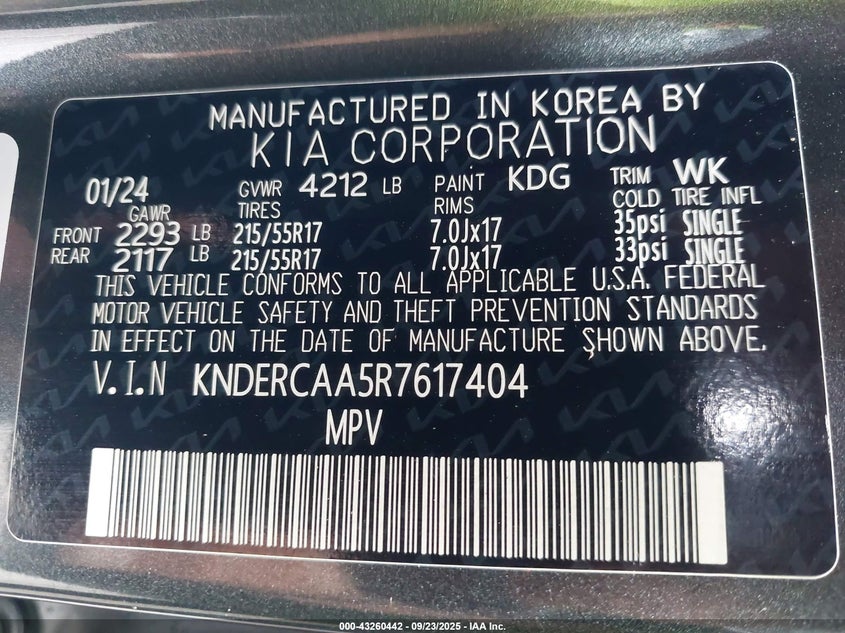 MANUFACTURED IN KOREA BY
KIA CORPORATION
01/24 GVWR 4212 LB PAINT KDG TRIM WK
GAWR TIRES RIMS COLD TIRE INFL
FRONT 2293 LB 215/55R17 7.0Jx17 35psi SINGLE
REAR 2117 LB 215/55R17 7.0Jx17 33psi SINGLE
THIS VEHICLE CONFORMS TO ALL APPLICABLE U.S.A. FEDERAL
MOTOR VEHICLE SAFETY AND THEFT PREVENTION STANDARDS
IN EFFECT ON THE DATE OF MANUFACTURE SHOWN ABOVE.
V.I.N KNDERCAA5R7617404
MPV
000-43260442 - 09/23/2025 - IAA Inc.